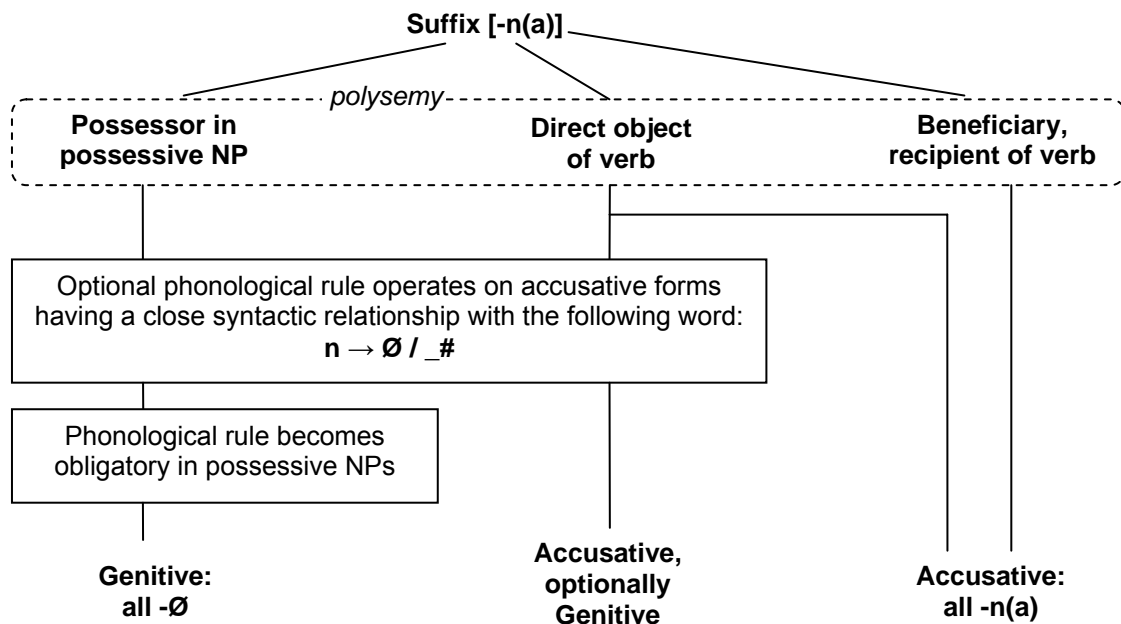 Suffix [-n(a)]
polysemy
Possessor in
possessive NP
Direct object
of verb
Beneficiary,
recipient of verb
Optional phonological rule operates on accusative forms
having a close syntactic relationship with the following word:
n → Ø / _#
Phonological rule becomes
obligatory in possessive NPs
Genitive:
all -Ø
Accusative,
optionally
Genitive
Accusative:
all -n(a)